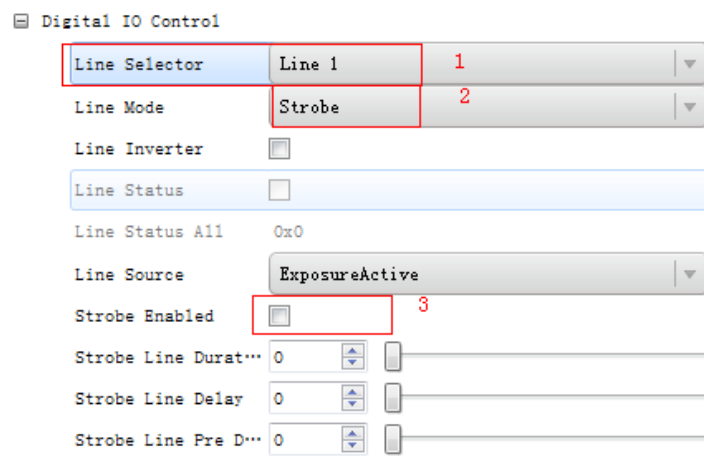 Digital IO Control
Line Selector Line 1 1
Line Mode Strobe 2
Line Inverter
Line Status
Line Status All 0x0
Line Source ExposureActive
Strobe Enabled 3
Strobe Line Durat... 0
Strobe Line Delay 0
Strobe Line Pre D... 0